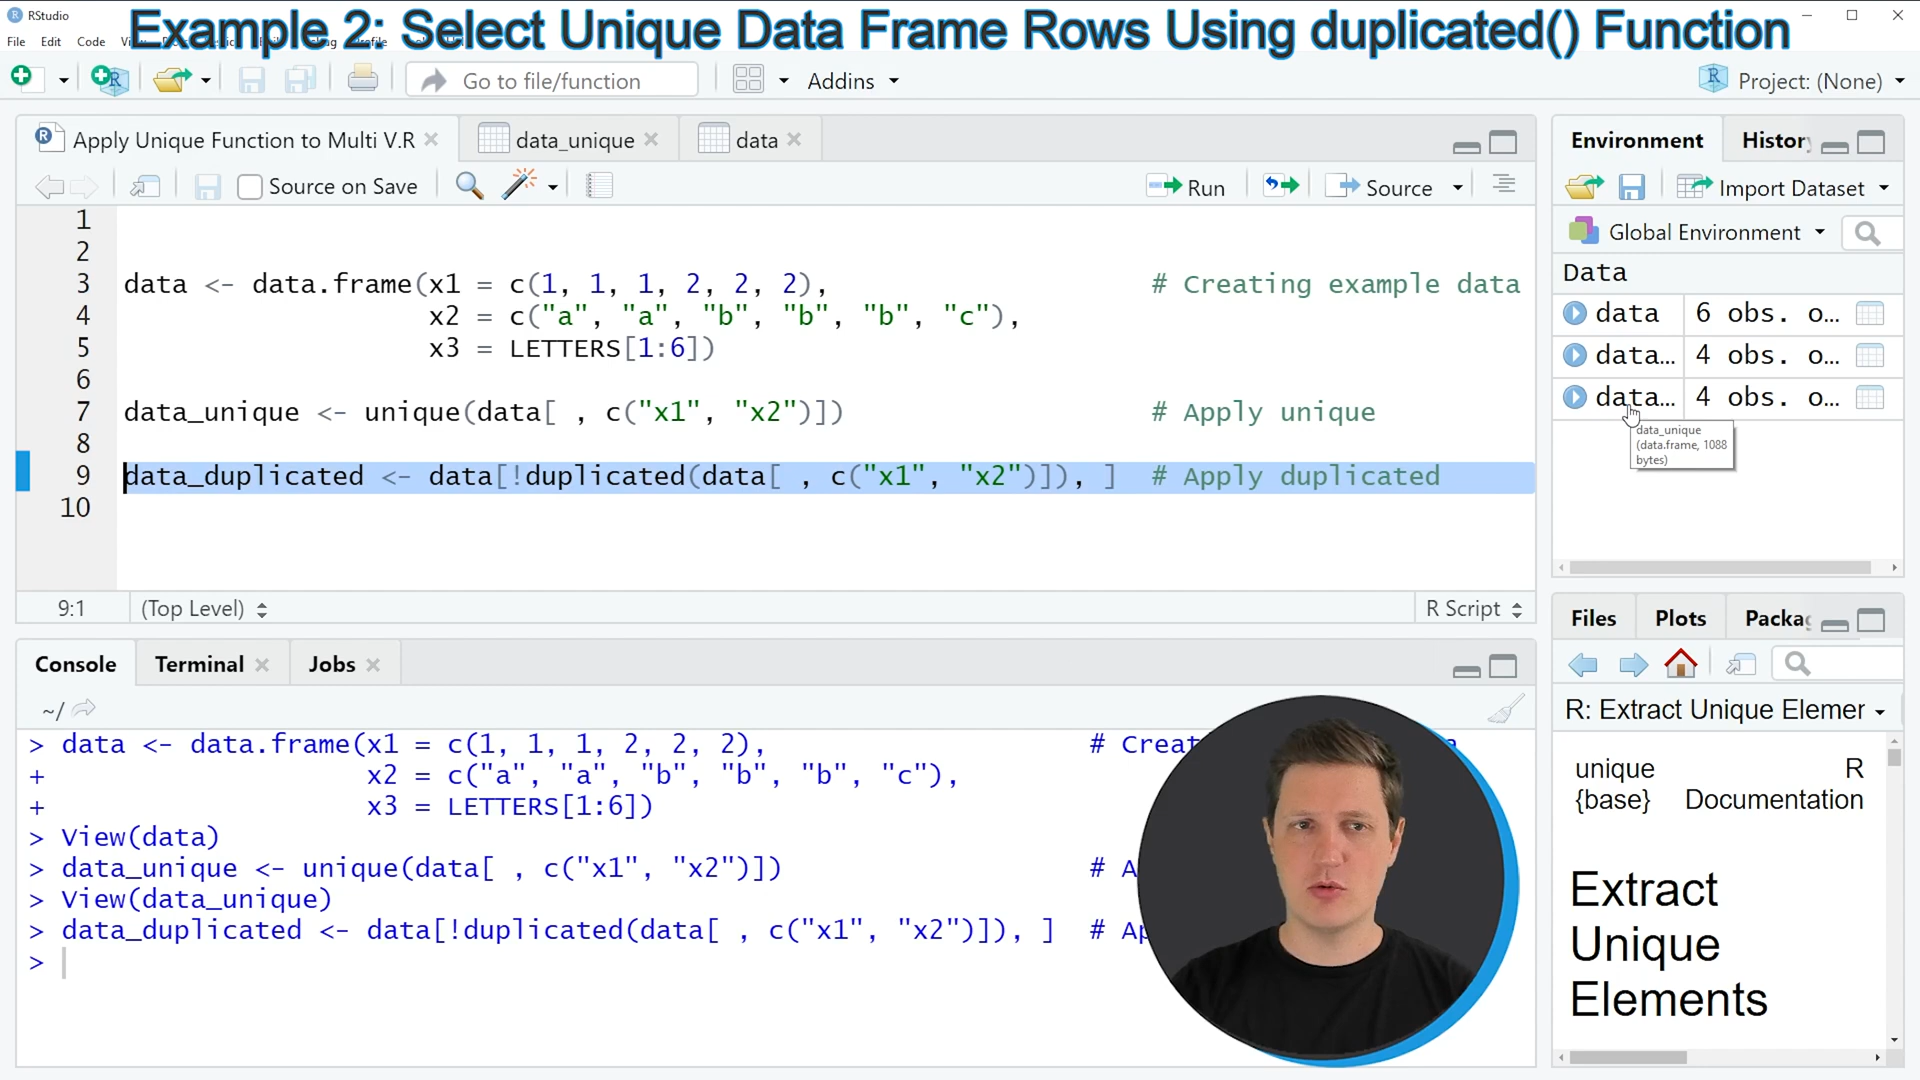 RStudio
Example 2: Select Unique Data Frame Rows Using duplicated() Function
File Edit Code
Go to file/function
Addins
Project: (None)
Apply Unique Function to Multi V.R
data_unique
data
Source on Save
Run
Source
1
2
3 data <- data.frame(x1 = c(1, 1, 1, 2, 2, 2), # Creating example data
4 x2 = c("a", "a", "b", "b", "b", "c"),
5 x3 = LETTERS[1:6])
6
7 data_unique <- unique(data[ , c("x1", "x2")]) # Apply unique
8
9 data_duplicated <- data[!duplicated(data[ , c("x1", "x2")]), ] # Apply duplicated
10
9:1 (Top Level) R Script
Console Terminal Jobs
~/
> data <- data.frame(x1 = c(1, 1, 1, 2, 2, 2), # Creat
+ x2 = c("a", "a", "b", "b", "b", "c"),
+ x3 = LETTERS[1:6])
> View(data)
> data_unique <- unique(data[ , c("x1", "x2")]) # A
> View(data_unique)
> data_duplicated <- data[!duplicated(data[ , c("x1", "x2")]), ] # Ap
>
Environment Histor
Import Dataset
Global Environment
Data
data 6 obs. o...
data... 4 obs. o...
data... 4 obs. o...
data_unique
(data.frame, 1088
bytes)
Files Plots Packag
R: Extract Unique Elemer
unique R
{base} Documentation
Extract
Unique
Elements